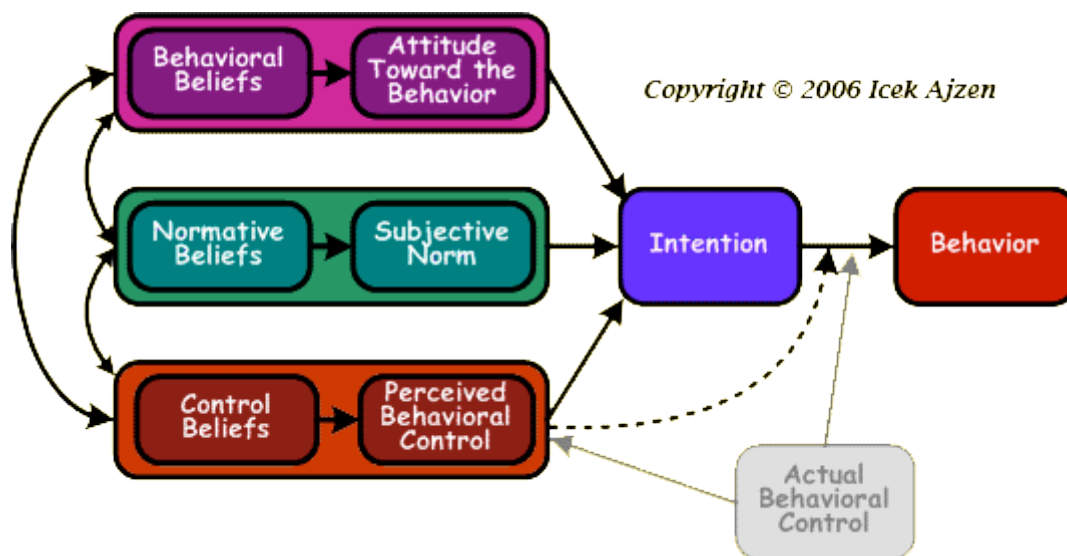 Behavioral
Beliefs
Attitude
Toward the
Behavior
Copyright © 2006 Icek Ajzen
Normative
Beliefs
Subjective
Norm
Intention
Behavior
Control
Beliefs
Perceived
Behavioral
Control
Actual
Behavioral
Control